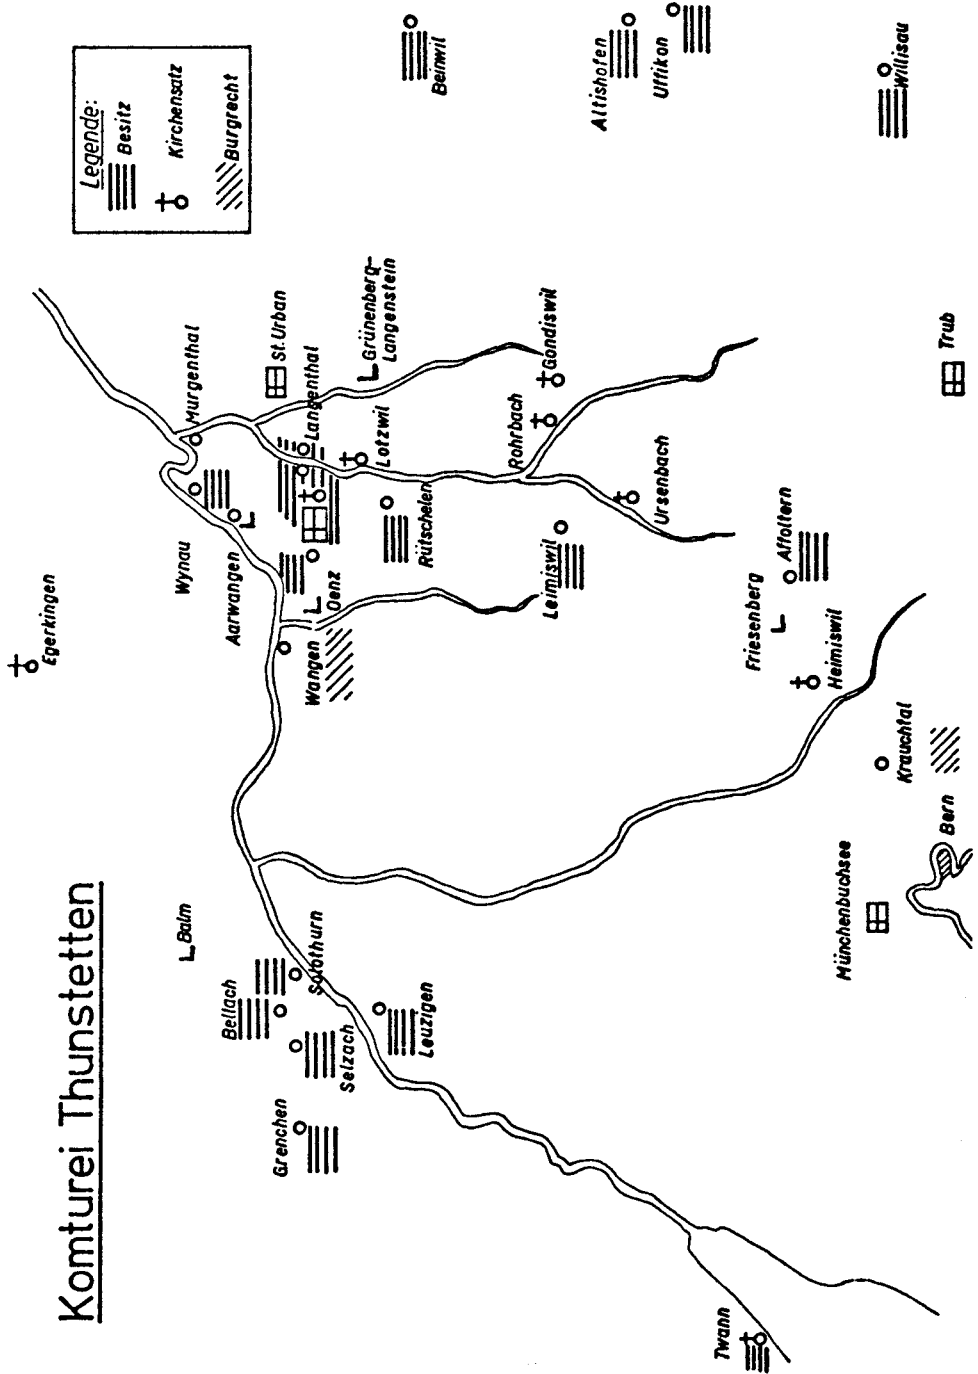 Komturei Thunstetten
Legende:
Besitz
Kirchensatz
Burgrecht
Egerkingen
Balm
Wynau
Murgenthal
Aarwangen
St. Urban
Bellach
Solothurn
Selzach
Grenchen
Leuzigen
Wangen
Oenz
Langenthal
Lotzwil
Grünenberg-
Langenstein
Rütschelen
Beinwil
Leimiswil
Rohrbach
Gondiswil
Ursenbach
Altishofen
Uffikon
Twann
Friesenberg
Affoltern
Heimiswil
Münchenbuchsee
Krauchtal
Bern
Trub
Willisau